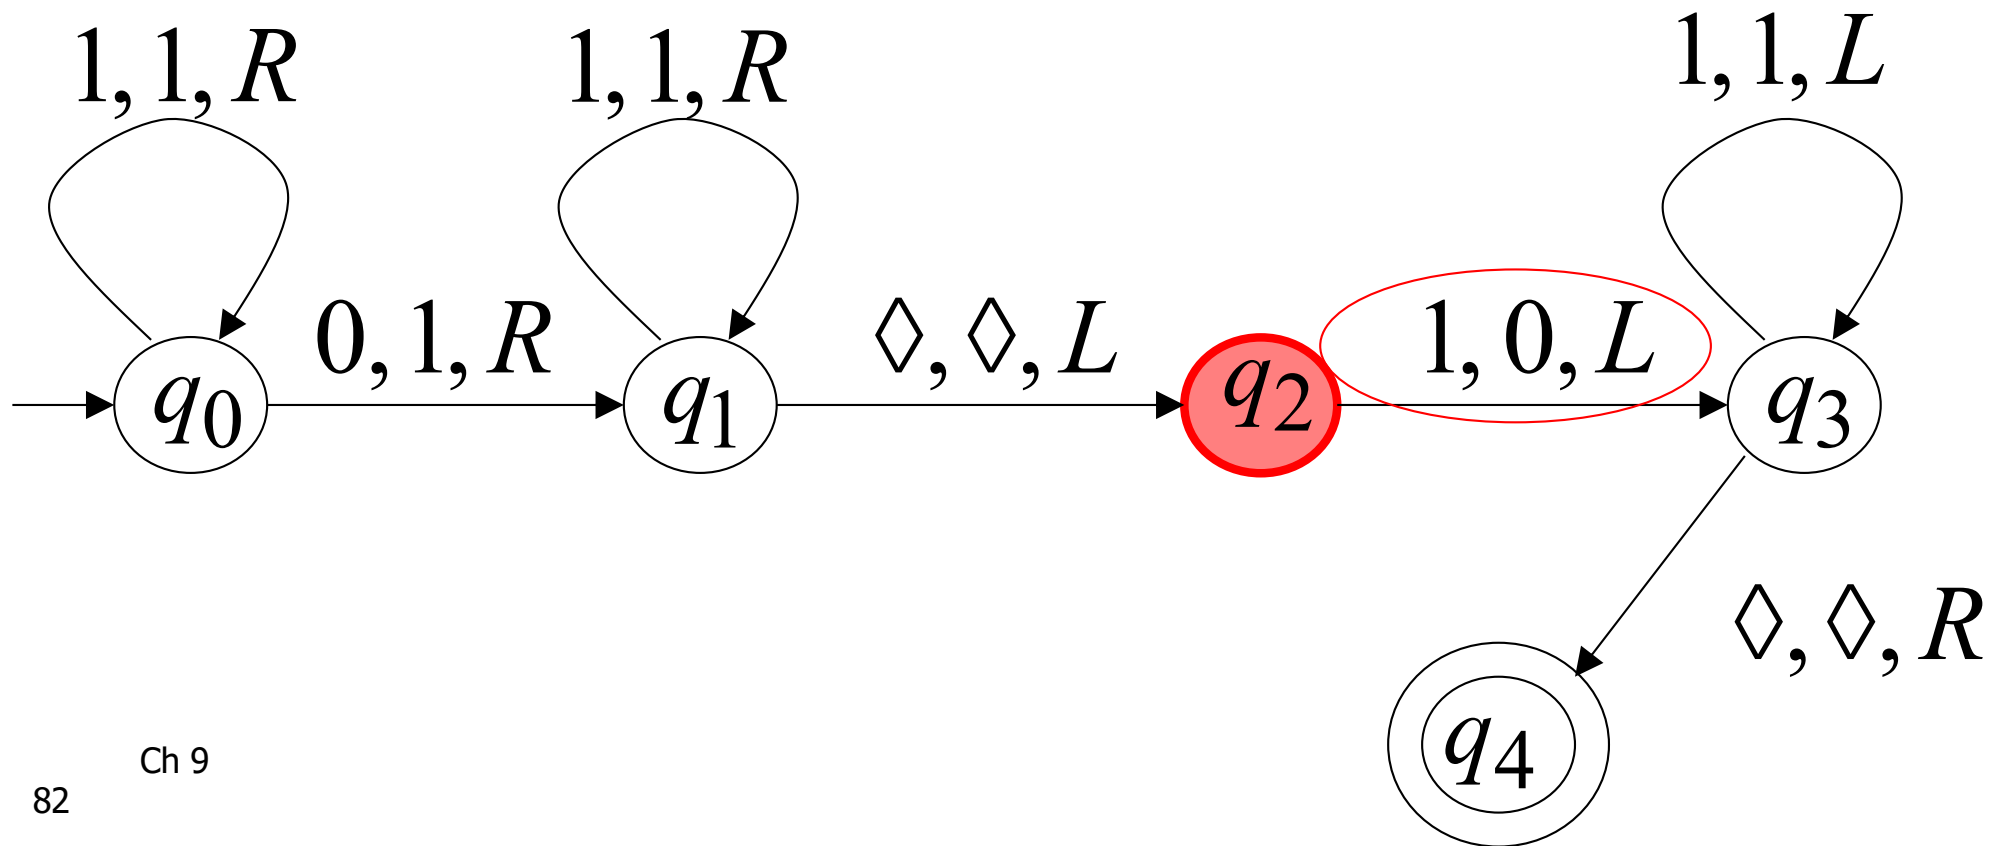 1, 1, R
1, 1, R
1, 1, L
0, 1, R
◊, ◊, L
1, 0, L
q0
q1
q2
q3
◊, ◊, R
q4
Ch 9
82